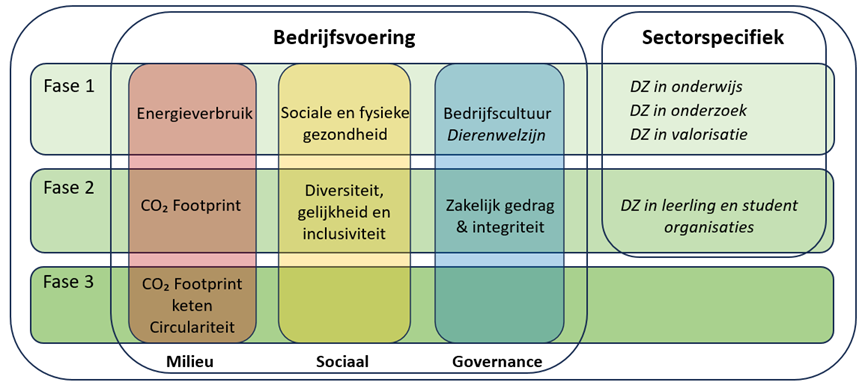 Bedrijfsvoering
Sectorspecifiek
Fase 1
Energieverbruik
Sociale en fysieke
gezondheid
Bedrijfscultuur
Dierenwelzijn
DZ in onderwijs
DZ in onderzoek
DZ in valorisatie
Fase 2
CO₂ Footprint
Diversiteit,
gelijkheid en
inclusiviteit
Zakelijk gedrag
& integriteit
DZ in leerling en student
organisaties
Fase 3
CO₂ Footprint
keten
Circulariteit
Milieu
Sociaal
Governance